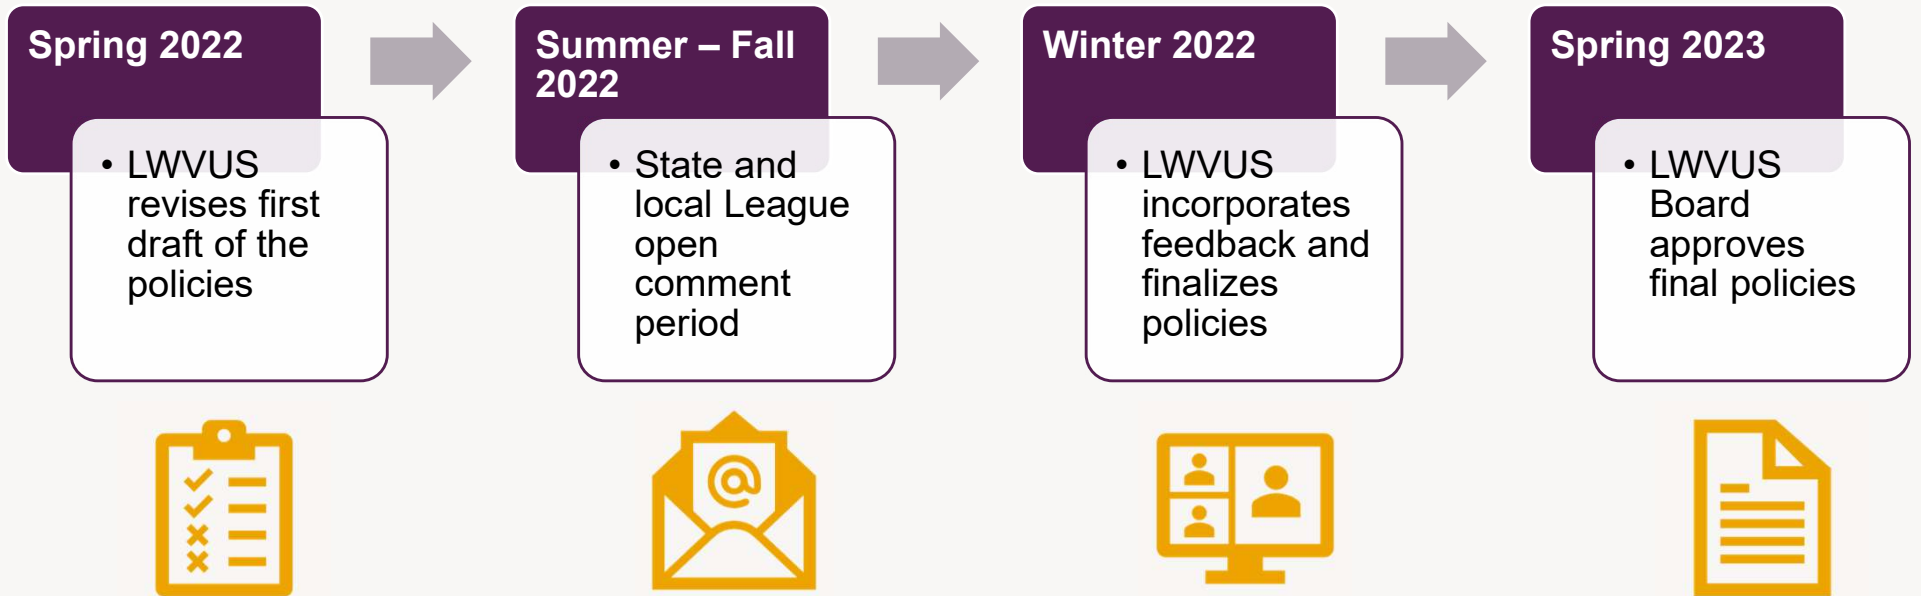 Spring 2022
• LWVUS
revises first
draft of the
policies
Summer – Fall
2022
• State and
local League
open
comment
period
Winter 2022
• LWVUS
incorporates
feedback and
finalizes
policies
Spring 2023
• LWVUS
Board
approves
final policies
@